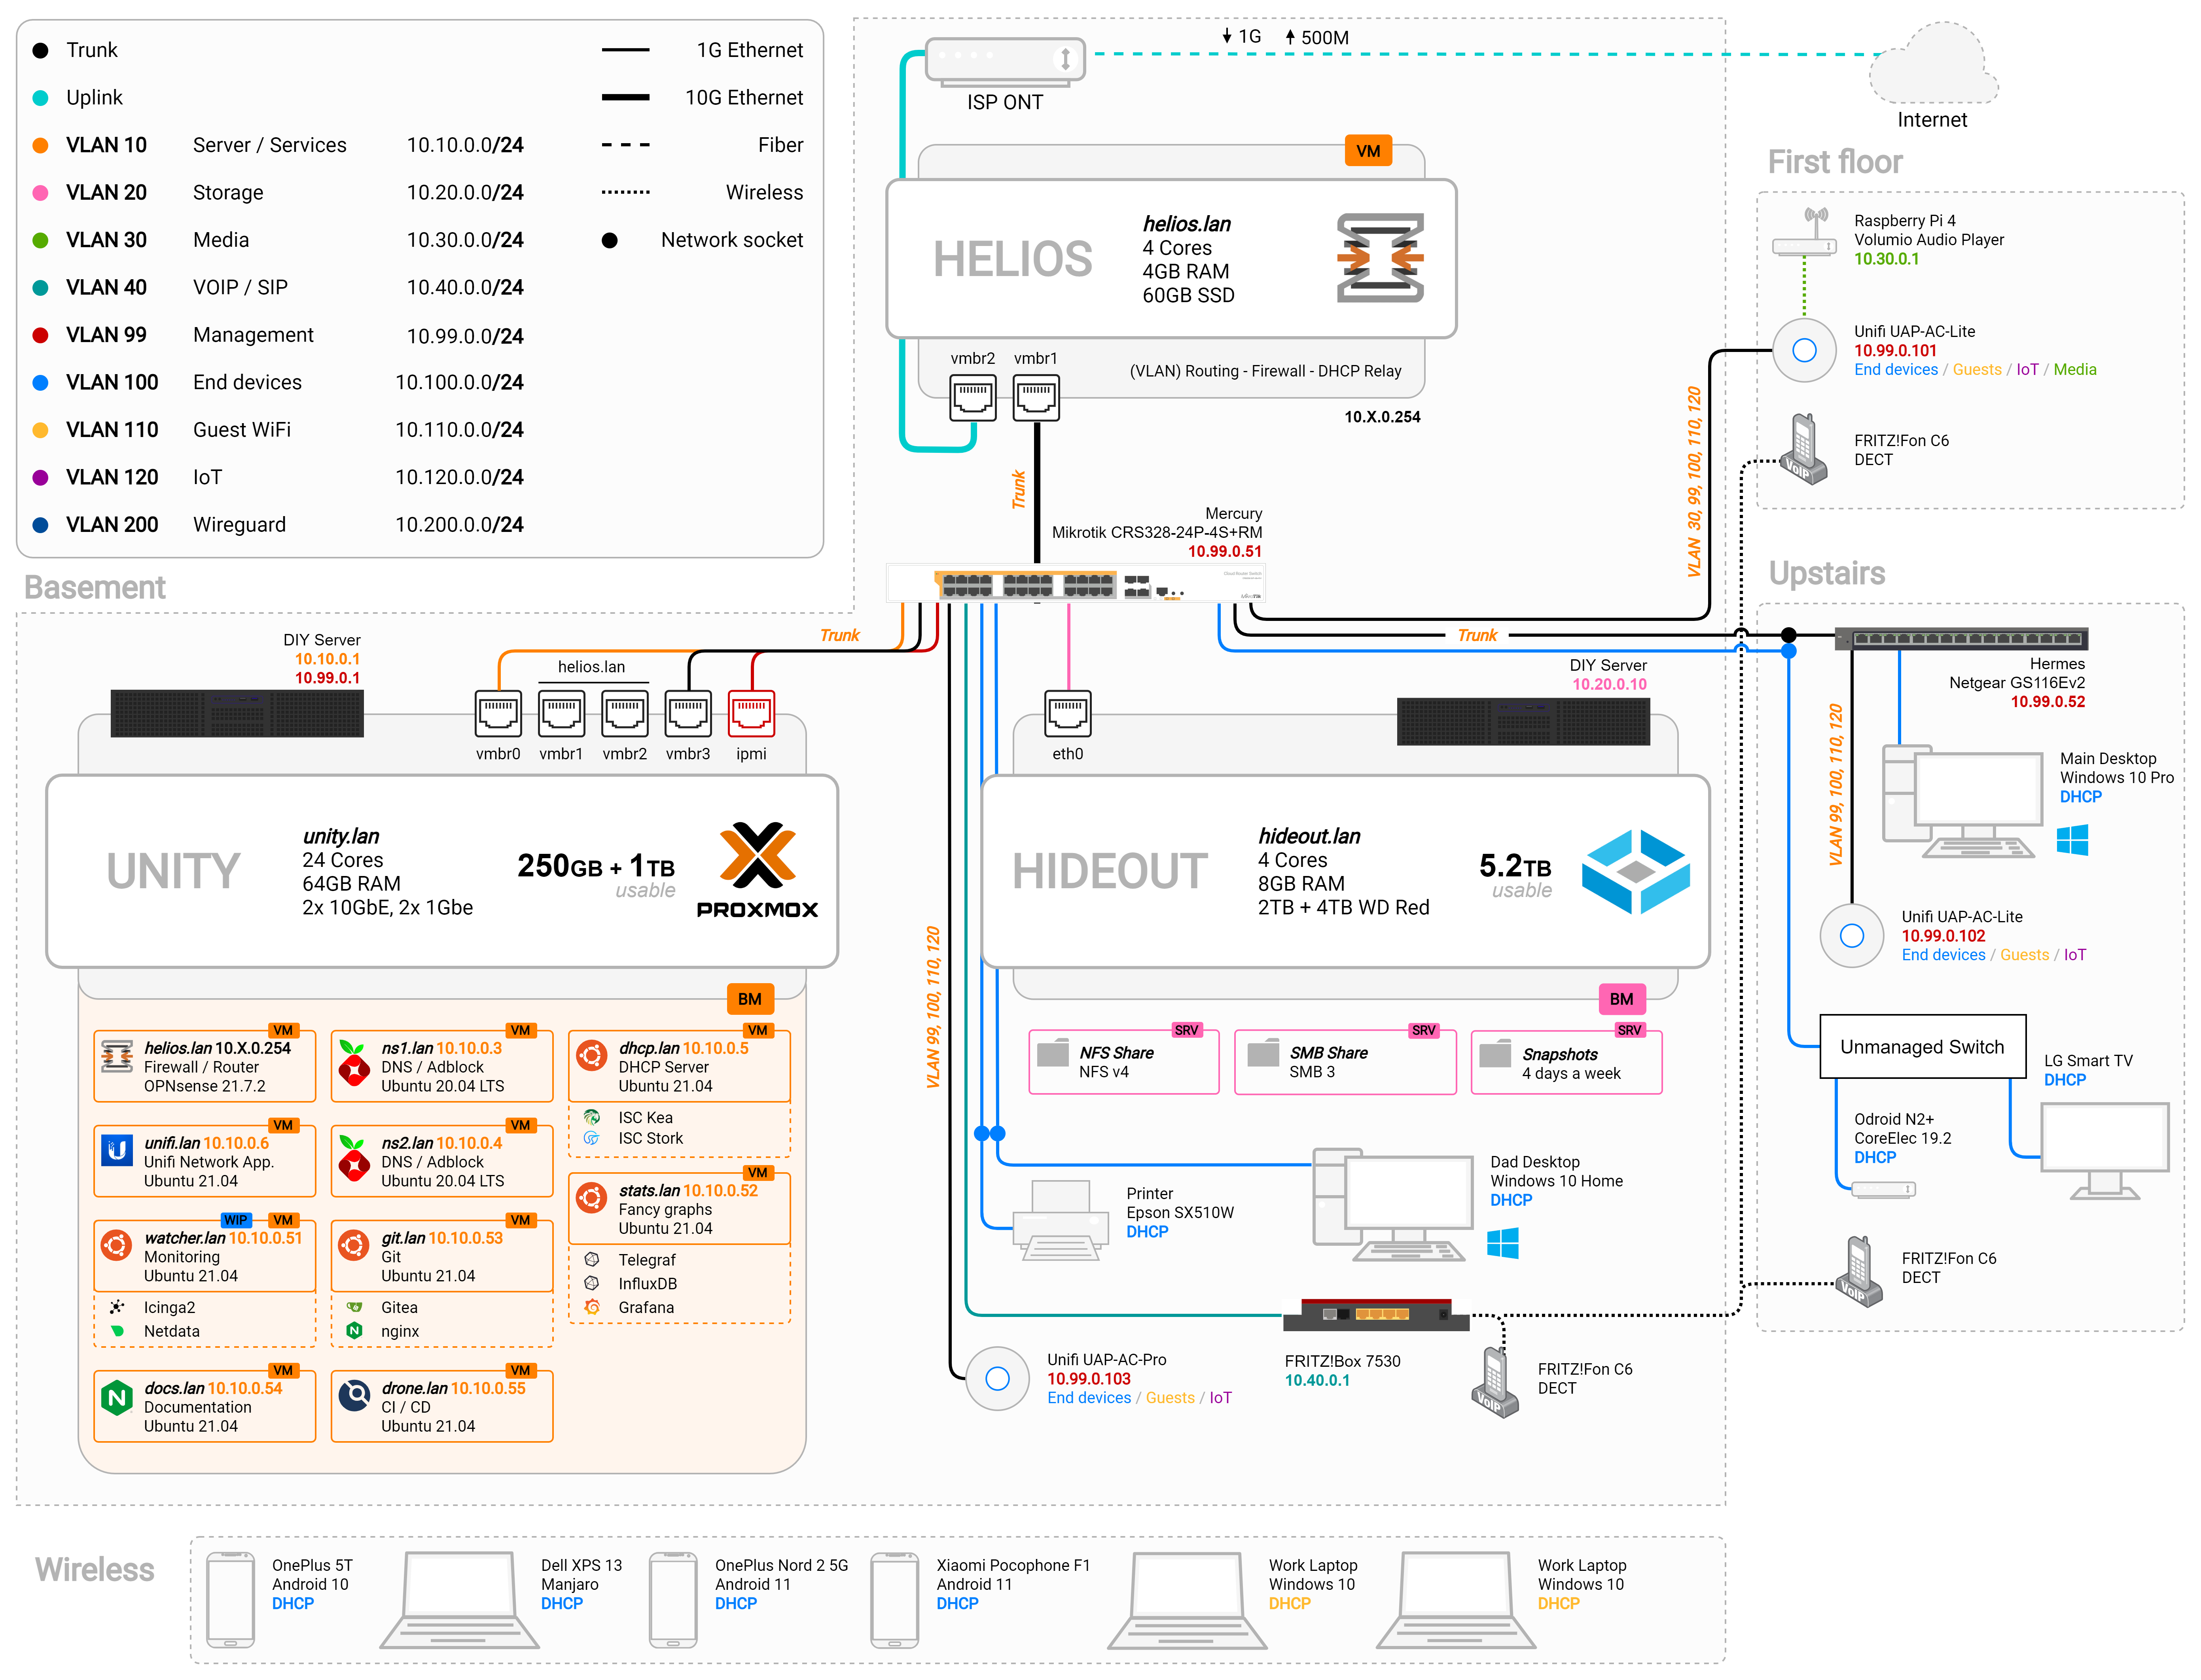 Trunk
Uplink
VLAN 10 Server / Services 10.10.0.0/24
VLAN 20 Storage 10.20.0.0/24
VLAN 30 Media 10.30.0.0/24
VLAN 40 VOIP / SIP 10.40.0.0/24
VLAN 99 Management 10.99.0.0/24
VLAN 100 End devices 10.100.0.0/24
VLAN 110 Guest WiFi 10.110.0.0/24
VLAN 120 IoT 10.120.0.0/24
VLAN 200 Wireguard 10.200.0.0/24
1G Ethernet
10G Ethernet
Fiber
Wireless
Network socket
ISP ONT
1G 500M
Internet
VM
HELIOS
helios.lan
4 Cores
4GB RAM
60GB SSD
vmbr2 vmbr1
(VLAN) Routing - Firewall - DHCP Relay
10.X.0.254
Trunk
Mercury
Mikrotik CRS328-24P-4S+RM
10.99.0.51
First floor
Raspberry Pi 4
Volumio Audio Player
10.30.0.1
Unifi UAP-AC-Lite
10.99.0.101
End devices / Guests / IoT / Media
VLAN 30, 99, 100, 110, 120
VoIP
FRITZ!Fon C6
DECT
Basement
Trunk
DIY Server
10.10.0.1
10.99.0.1
helios.lan
vmbr0 vmbr1 vmbr2 vmbr3 ipmi
UNITY
unity.lan
24 Cores
64GB RAM
2x 10GbE, 2x 1Gbe
250GB + 1TB
usable
PROXMOX
BM
VM
helios.lan 10.X.0.254
Firewall / Router
OPNsense 21.7.2
VM
ns1.lan 10.10.0.3
DNS / Adblock
Ubuntu 20.04 LTS
VM
dhcp.lan 10.10.0.5
DHCP Server
Ubuntu 21.04
ISC Kea
ISC Stork
VM
unifi.lan 10.10.0.6
Unifi Network App.
Ubuntu 21.04
VM
ns2.lan 10.10.0.4
DNS / Adblock
Ubuntu 20.04 LTS
VM
stats.lan 10.10.0.52
Fancy graphs
Ubuntu 21.04
Telegraf
InfluxDB
Grafana
WIP VM
watcher.lan 10.10.0.51
Monitoring
Ubuntu 21.04
Icinga2
Netdata
VM
git.lan 10.10.0.53
Git
Ubuntu 21.04
Gitea
nginx
VM
docs.lan 10.10.0.54
Documentation
Ubuntu 21.04
VM
drone.lan 10.10.0.55
CI / CD
Ubuntu 21.04
VLAN 99, 100, 110, 120
eth0
DIY Server
10.20.0.10
HIDEOUT
hideout.lan
4 Cores
8GB RAM
2TB + 4TB WD Red
5.2TB
usable
BM
SRV
NFS Share
NFS v4
SRV
SMB Share
SMB 3
SRV
Snapshots
4 days a week
Printer
Epson SX510W
DHCP
Dad Desktop
Windows 10 Home
DHCP
Unifi UAP-AC-Pro
10.99.0.103
End devices / Guests / IoT
FRITZ!Box 7530
10.40.0.1
VoIP
FRITZ!Fon C6
DECT
Upstairs
Trunk
Hermes
Netgear GS116Ev2
10.99.0.52
VLAN 99, 100, 110, 120
Main Desktop
Windows 10 Pro
DHCP
Unifi UAP-AC-Lite
10.99.0.102
End devices / Guests / IoT
Unmanaged Switch
LG Smart TV
DHCP
Odroid N2+
CoreElec 19.2
DHCP
VoIP
FRITZ!Fon C6
DECT
Wireless
OnePlus 5T
Android 10
DHCP
Dell XPS 13
Manjaro
DHCP
OnePlus Nord 2 5G
Android 11
DHCP
Xiaomi Pocophone F1
Android 11
DHCP
Work Laptop
Windows 10
DHCP
Work Laptop
Windows 10
DHCP